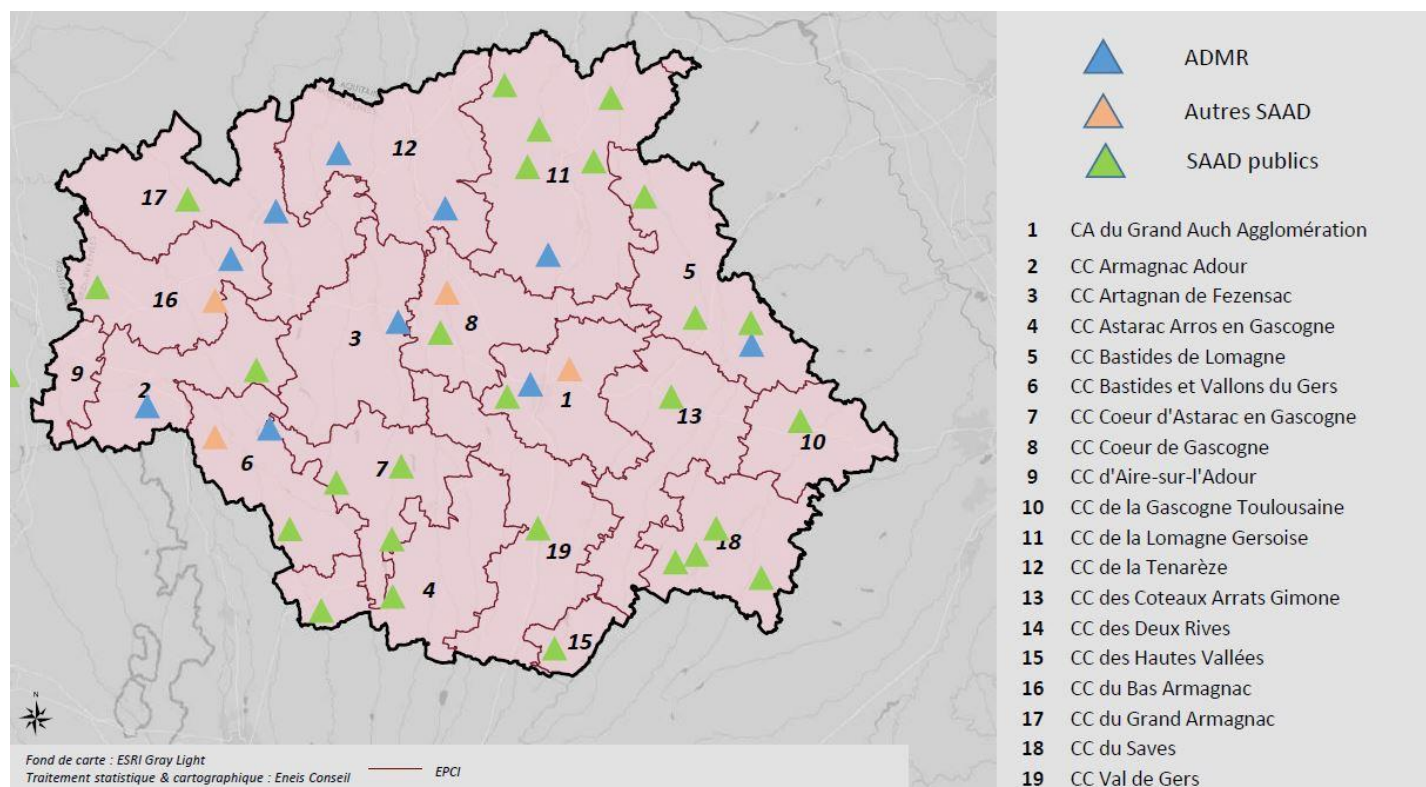 ADMR
Autres SAAD
SAAD publics
1 CA du Grand Auch Agglomération
2 CC Armagnac Adour
3 CC Artagnan de Fezensac
4 CC Astarac Arros en Gascogne
5 CC Bastides de Lomagne
6 CC Bastides et Vallons du Gers
7 CC Coeur d'Astarac en Gascogne
8 CC Coeur de Gascogne
9 CC d'Aire-sur-l'Adour
10 CC de la Gascogne Toulousaine
11 CC de la Lomagne Gersoise
12 CC de la Tenarèze
13 CC des Coteaux Arrats Gimone
14 CC des Deux Rives
15 CC des Hautes Vallées
16 CC du Bas Armagnac
17 CC du Grand Armagnac
18 CC du Saves
19 CC Val de Gers
12
11
17
5
16
8
3
9
2
1
13
10
6
7
18
19
4
15
N
Fond de carte : ESRI Gray Light
Traitement statistique & cartographique : Eneis Conseil
EPCI